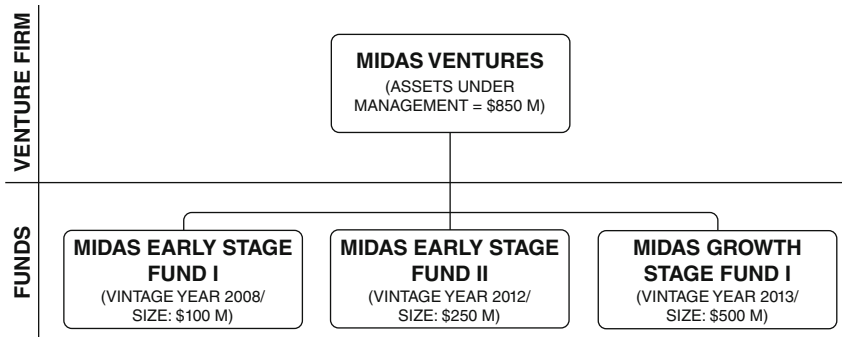 VENTURE FIRM
MIDAS VENTURES
(ASSETS UNDER
MANAGEMENT = $850 M)
FUNDS
MIDAS EARLY STAGE
FUND I
(VINTAGE YEAR 2008/
SIZE: $100 M)
MIDAS EARLY STAGE
FUND II
(VINTAGE YEAR 2012/
SIZE: $250 M)
MIDAS GROWTH
STAGE FUND I
(VINTAGE YEAR 2013/
SIZE: $500 M)